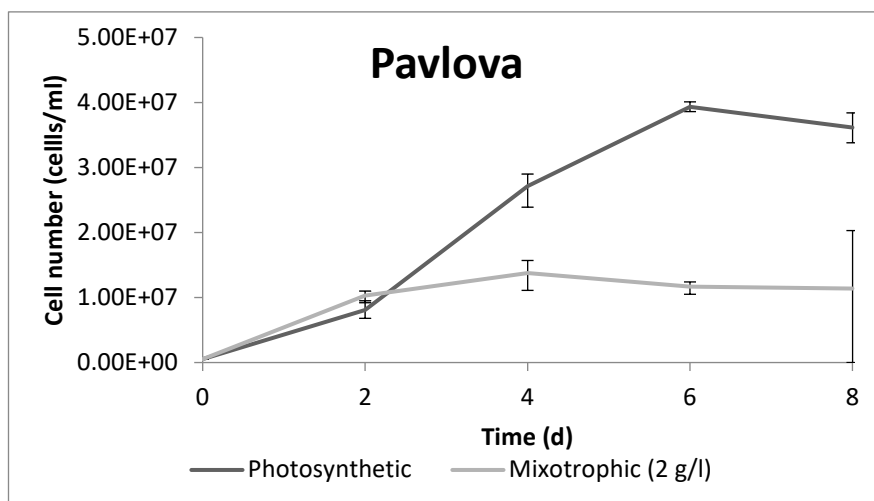 Pavlova
Cell number (cellls/ml)
5.00E+07
4.00E+07
3.00E+07
2.00E+07
1.00E+07
0.00E+00
0 2 4 6 8
Time (d)
Photosynthetic Mixotrophic (2 g/l)